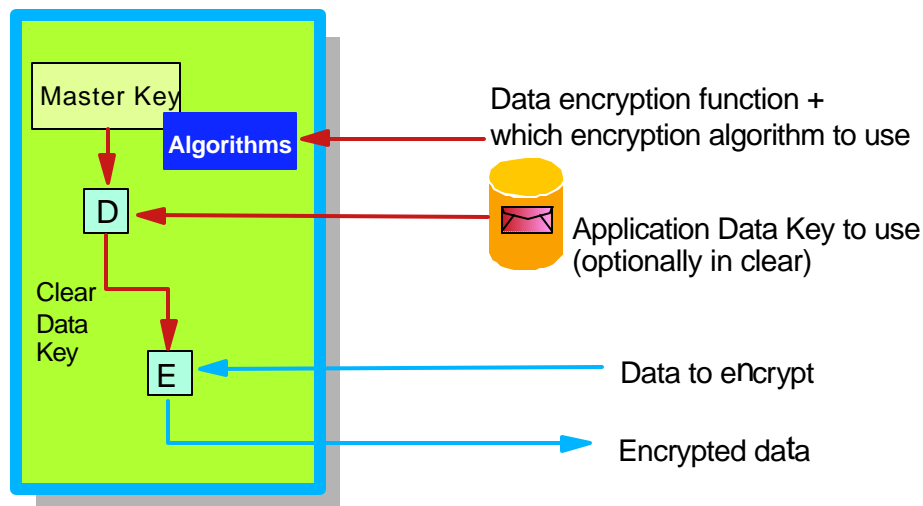 Master Key
Algorithms
Data encryption function +
which encryption algorithm to use
D
Application Data Key to use
(optionally in clear)
Clear
Data
Key
E
Data to encrypt
Encrypted data